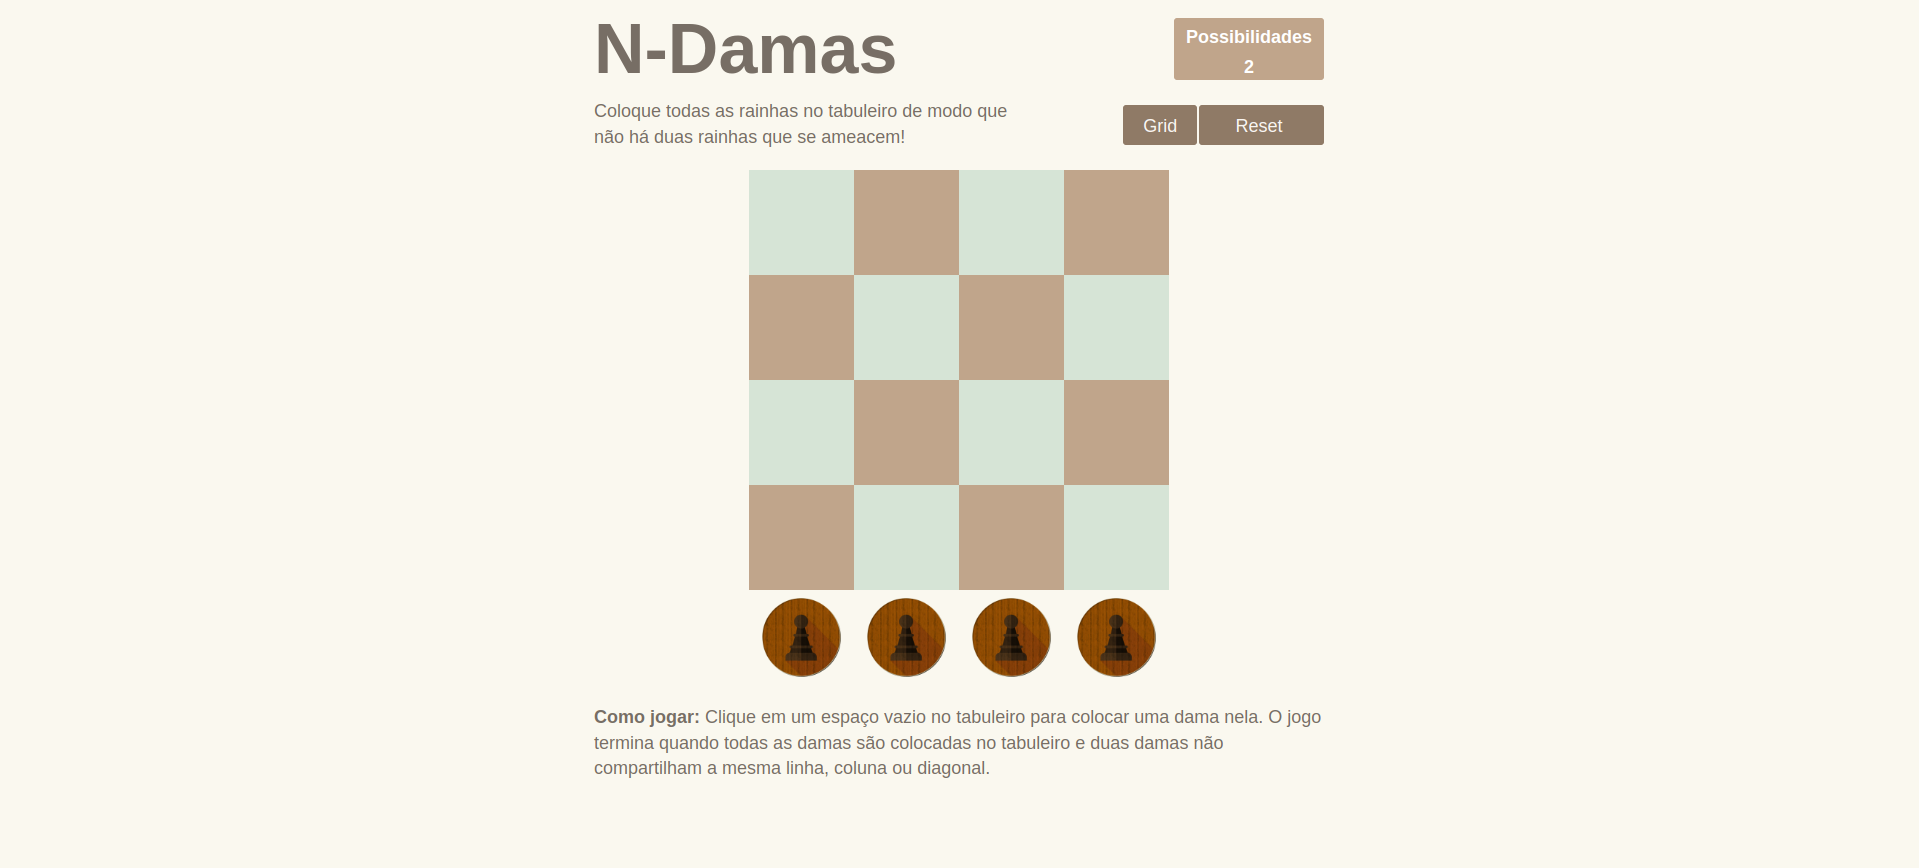 N-Damas
Possibilidades
2
Coloque todas as rainhas no tabuleiro de modo que
não há duas rainhas que se ameacem!
Grid
Reset
Como jogar: Clique em um espaço vazio no tabuleiro para colocar uma dama nela. O jogo
termina quando todas as damas são colocadas no tabuleiro e duas damas não
compartilham a mesma linha, coluna ou diagonal.